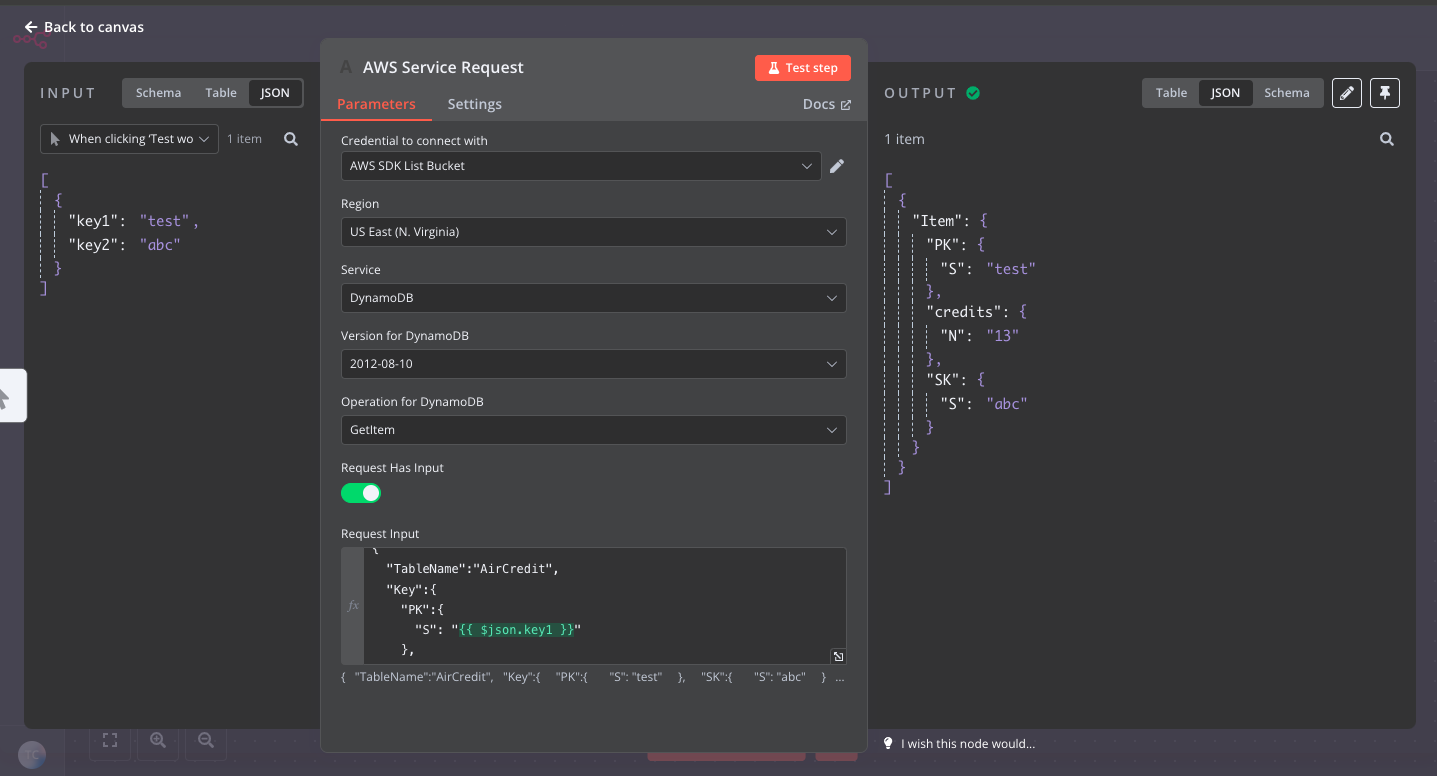 Back to canvas
INPUT
Schema
Table
JSON
When clicking ‘Test wo
1 item
[
{
"key1": "test",
"key2": "abc"
}
]
A
AWS Service Request
Test step
Parameters
Settings
Docs
Credential to connect with
AWS SDK List Bucket
Region
US East (N. Virginia)
Service
DynamoDB
Version for DynamoDB
2012-08-10
Operation for DynamoDB
GetItem
Request Has Input
Request Input
fx
{
"TableName":"AirCredit",
"Key":{
"PK":{
"S": "{{ $json.key1 }}"
},
{ "TableName":"AirCredit", "Key":{ "PK":{ "S": "test" }, "SK":{ "S": "abc" } ...
OUTPUT
Table
JSON
Schema
1 item
[
{
"Item": {
"PK": {
"S": "test"
},
"credits": {
"N": "13"
},
"SK": {
"S": "abc"
}
}
}
]
I wish this node would...
TC